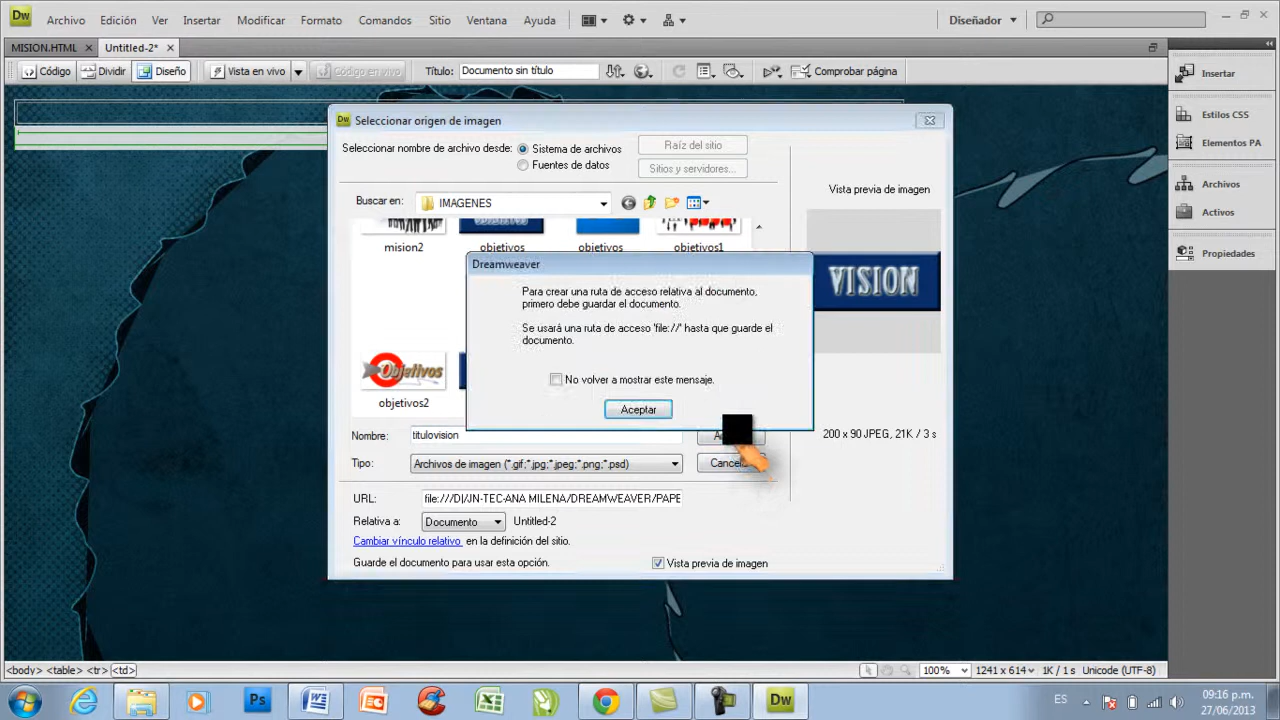 Dw Archivo Edición Ver Insertar Modificar Formato Comandos Sitio Ventana Ayuda Diseñador
MISION.HTML Untitled-2*
Código Dividir Diseño Vista en vivo Código en vivo Título: Documento sin título Comprobar página
Insertar
Estilos CSS
Elementos PA
Archivos
Activos
Propiedades
Dw Seleccionar origen de imagen
Seleccionar nombre de archivo desde: Sistema de archivos Raíz del sitio
Fuentes de datos Sitios y servidores...
Vista previa de imagen
Buscar en: IMAGENES
mision2 objetivos objetivos objetivos1
Dreamweaver
Para crear una ruta de acceso relativa al documento,
primero debe guardar el documento.
Se usará una ruta de acceso 'file://' hasta que guarde el
documento.
No volver a mostrar este mensaje.
Aceptar
VISION
Objetivos
objetivos2
Nombre: titulovision
200 x 90 JPEG, 21K / 3 s
Tipo: Archivos de imagen (*.gif;*.jpg;*.jpeg;*.png;*.psd)
URL: file:///D|/JN-TEC-ANA MILENA/DREAMWEAVER/PAPE
Relativa a: Documento Untitled-2
Cambiar vínculo relativo en la definición del sitio.
Guarde el documento para usar esta opción. Vista previa de imagen
<body> <table> <tr> <td> 100% 1241 x 614 1K / 1 s Unicode (UTF-8)
Ps Dw ES 09:16 p.m.
27/06/2013